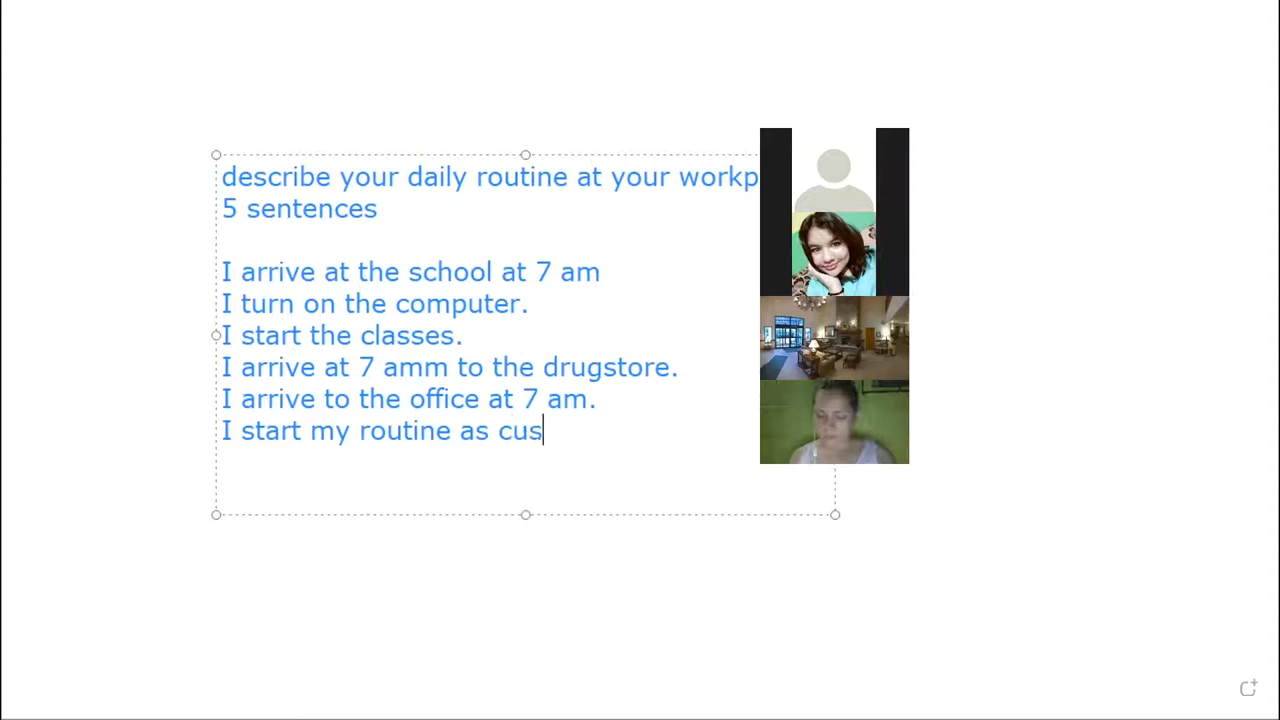 describe your daily routine at your workp
5 sentences
I arrive at the school at 7 am
I turn on the computer.
I start the classes.
I arrive at 7 amm to the drugstore.
I arrive to the office at 7 am.
I start my routine as cus